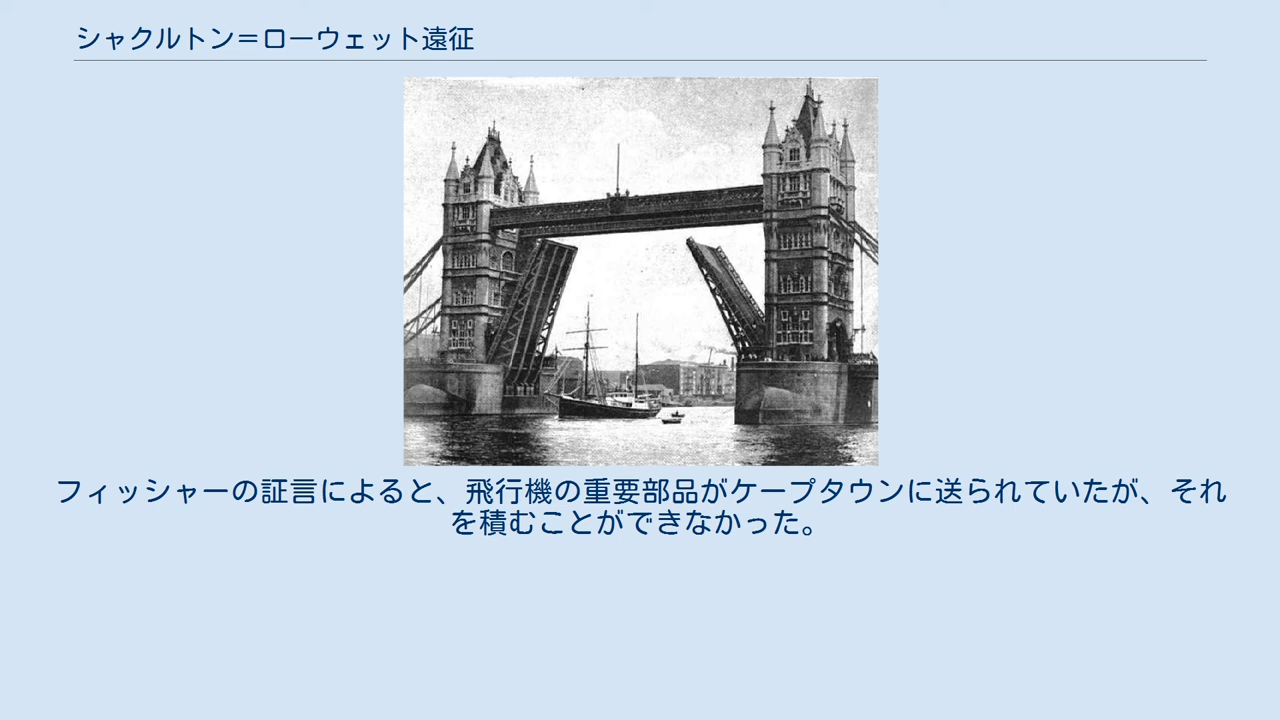 シャクルトン＝ローウェット遠征
フィッシャーの証言によると、飛行機の重要部品がケープタウンに送られていたが、それ
を積むことができなかった。